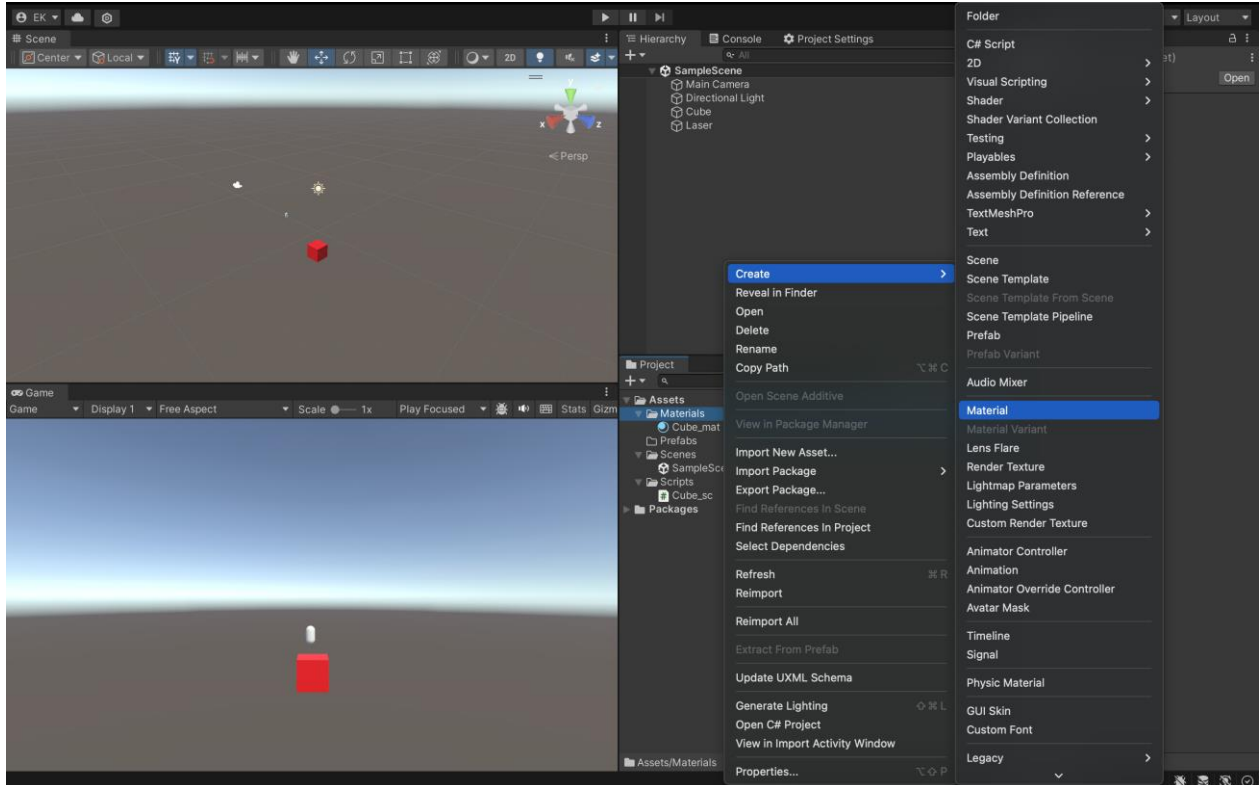 EK
Layout
Scene
Center
Local
2D
x
z
Persp
Game
Game
Display 1
Free Aspect
Scale
1x
Play Focused
Stats
Gizm
Hierarchy
Console
Project Settings
All
SampleScene
Main Camera
Directional Light
Cube
Laser
Project
Assets
Materials
Cube_mat
Prefabs
Scenes
SampleSce
Scripts
Cube_sc
Packages
Assets/Materials
Create
Reveal in Finder
Open
Delete
Rename
Copy Path ⌥⌘C
Open Scene Additive
View in Package Manager
Import New Asset...
Import Package
Export Package...
Find References In Scene
Find References In Project
Select Dependencies
Refresh ⌘R
Reimport
Reimport All
Extract From Prefab
Update UXML Schema
Generate Lighting ⇧⌘L
Open C# Project
View in Import Activity Window
Properties... ⌥⇧P
Folder
C# Script
2D
Visual Scripting
Shader
Shader Variant Collection
Testing
Playables
Assembly Definition
Assembly Definition Reference
TextMeshPro
Text
Scene
Scene Template
Scene Template From Scene
Scene Template Pipeline
Prefab
Prefab Variant
Audio Mixer
Material
Material Variant
Lens Flare
Render Texture
Lightmap Parameters
Lighting Settings
Custom Render Texture
Animator Controller
Animation
Animator Override Controller
Avatar Mask
Timeline
Signal
Physic Material
GUI Skin
Custom Font
Legacy
et)
Open